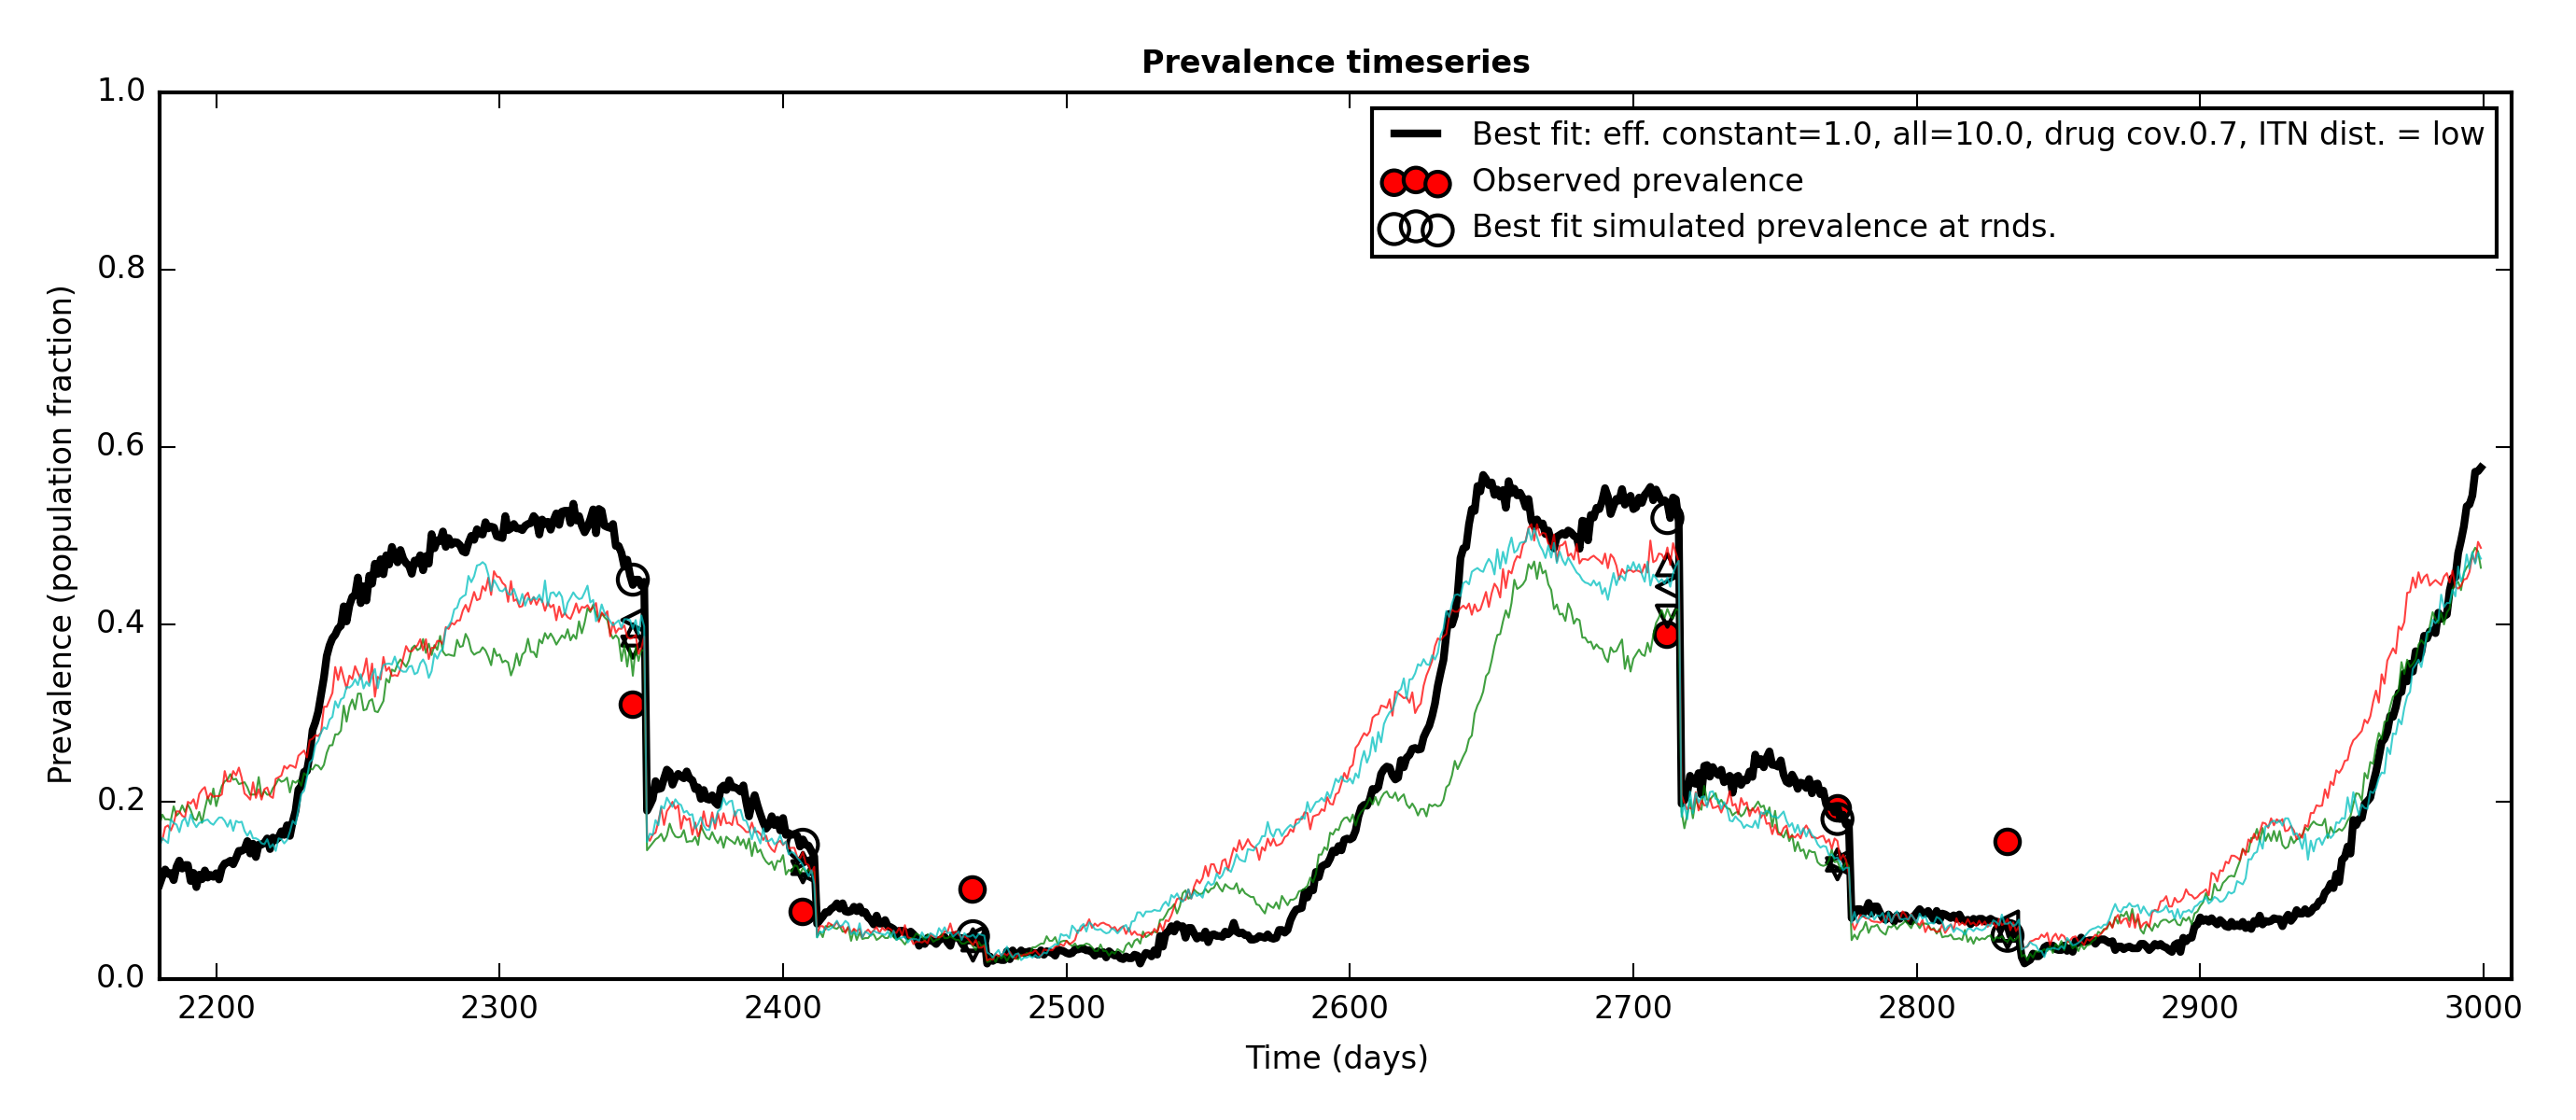 Prevalence timeseries
1.0
0.8
0.6
0.4
0.2
0.0
Prevalence (population fraction)
Best fit: eff. constant=1.0, all=10.0, drug cov.0.7, ITN dist. = low
Observed prevalence
Best fit simulated prevalence at rnds.
2200 2300 2400 2500 2600 2700 2800 2900 3000
Time (days)